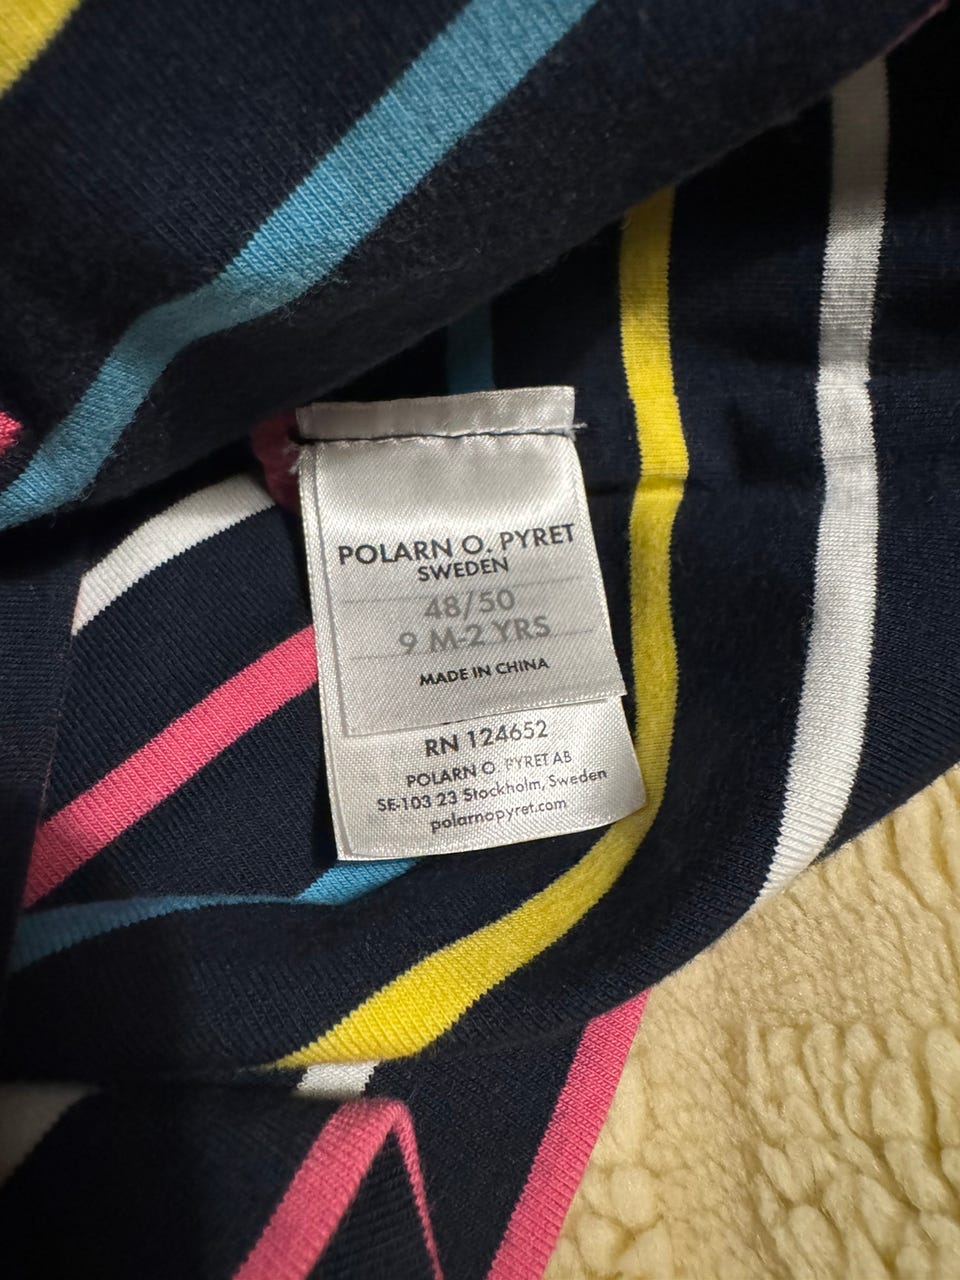 POLARN O. PYRET
SWEDEN
48/50
9 M-2 YRS
MADE IN CHINA
RN 124652
POLARN O. PYRET AB
SE-103 23 Stockholm, Sweden
polarnopyret.com